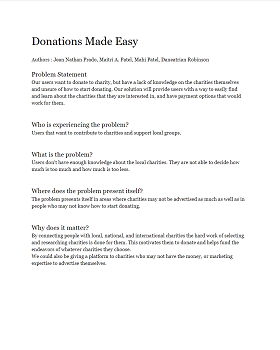 Donations Made Easy
Authors : Jean Nathan Prodo, Maitri A. Patel, Mahi Patel, Daneatrian Robinson
Problem Statement
Our users want to donate to charity, but have a lack of knowledge on the charities themselves
and unsure of how to start donating. Our solution will provide users with a way to easily find
and learn about the charities that they are interested in, and have payment options that would
work for them.
Who is experiencing the problem?
Users that want to contribute to charities and support local groups.
What is the problem?
Users don't have enough knowledge about the local charities. They are not able to decide how
much is too much and how much is too less.
Where does the problem present itself?
The problem presents itself in areas where charities may not be advertised as much as well as in
people who may not know how to start donating.
Why does it matter?
By connecting people with local, national, and international charities the hard work of selecting
and researching charities is done for them. This motivates them to donate and helps fund the
endeavors of whatever charities they choose.
We could also be giving a platform to charities who may not have the money, or marketing
expertise to advertise themselves.